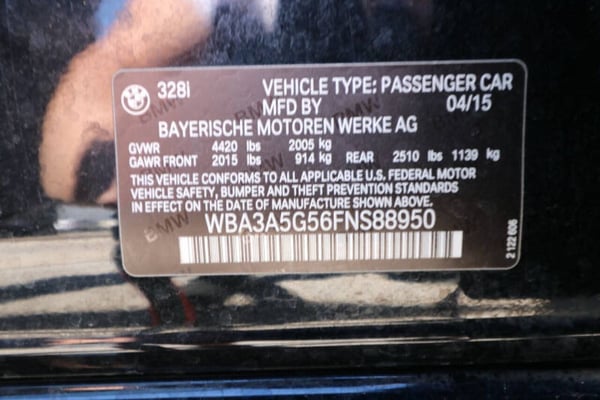 328i VEHICLE TYPE: PASSENGER CAR
MFD BY 04/15
BAYERISCHE MOTOREN WERKE AG
GVWR 4420 lbs 2005 kg
GAWR FRONT 2015 lbs 914 kg REAR 2510 lbs 1139 kg
THIS VEHICLE CONFORMS TO ALL APPLICABLE U.S. FEDERAL MOTOR
VEHICLE SAFETY, BUMPER AND THEFT PREVENTION STANDARDS
IN EFFECT ON THE DATE OF MANUFACTURE SHOWN ABOVE.
WBA3A5G56FNS88950
2 122 606